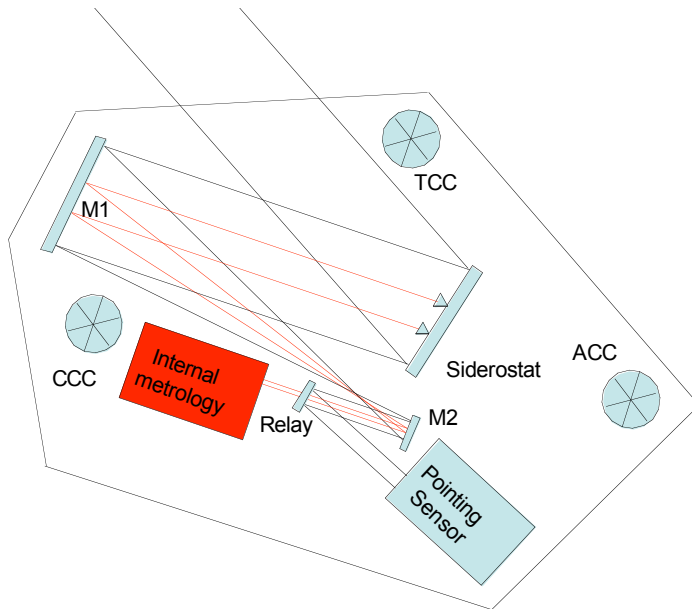 TCC
M1
Siderostat
ACC
CCC
Internal
metrology
Relay
M2
Pointing
Sensor